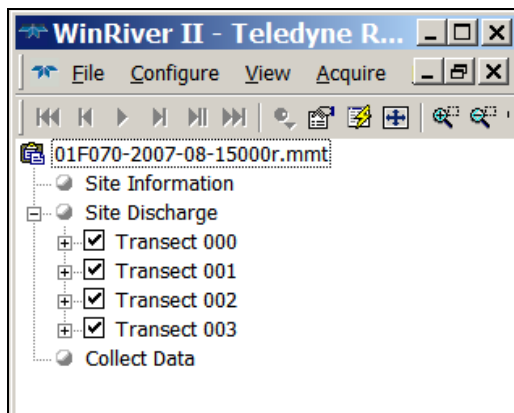 WinRiver II - Teledyne R...
File Configure View Acquire
01F070-2007-08-15000r.mmt
Site Information
Site Discharge
Transect 000
Transect 001
Transect 002
Transect 003
Collect Data